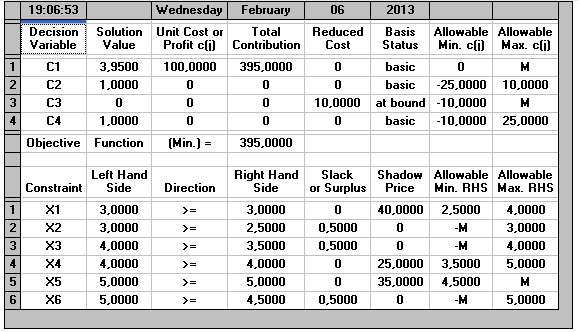 19:06:53 Wednesday February 06 2013
Decision Solution Unit Cost or Total Reduced Basis Allowable Allowable
Variable Value Profit c(j) Contribution Cost Status Min. c(j) Max. c(j)
1 C1 3,9500 100,0000 395,0000 0 basic 0 M
2 C2 1,0000 0 0 0 basic -25,0000 10,0000
3 C3 0 0 0 10,0000 at bound -10,0000 M
4 C4 1,0000 0 0 0 basic -10,0000 25,0000
Objective Function (Min.) = 395,0000
Left Hand Right Hand Slack Shadow Allowable Allowable
Constraint Side Direction Side or Surplus Price Min. RHS Max. RHS
1 X1 3,0000 >= 3,0000 0 40,0000 2,5000 4,0000
2 X2 3,0000 >= 2,5000 0,5000 0 -M 3,0000
3 X3 4,0000 >= 3,5000 0,5000 0 -M 4,0000
4 X4 4,0000 >= 4,0000 0 25,0000 3,5000 5,0000
5 X5 5,0000 >= 5,0000 0 35,0000 4,5000 M
6 X6 5,0000 >= 4,5000 0,5000 0 -M 5,0000